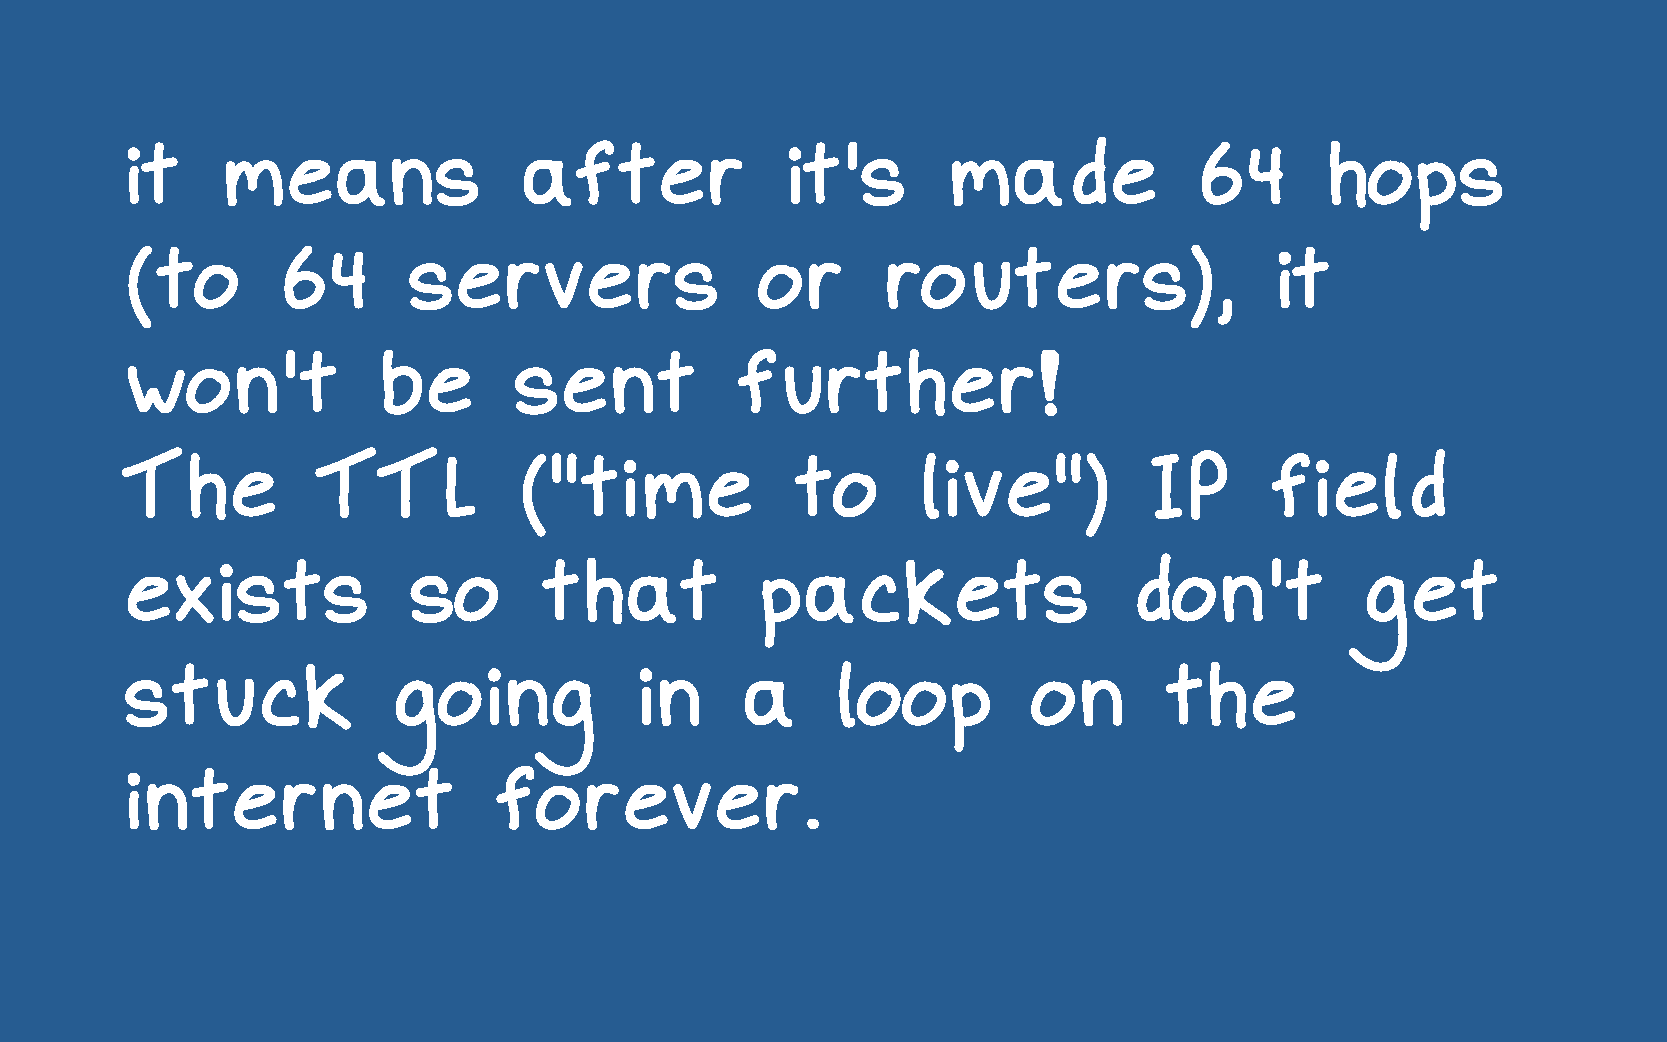 it means after it's made 64 hops
(to 64 servers or routers), it
won't be sent further!
The TTL ("time to live") IP field
exists so that packets don't get
stuck going in a loop on the
internet forever.